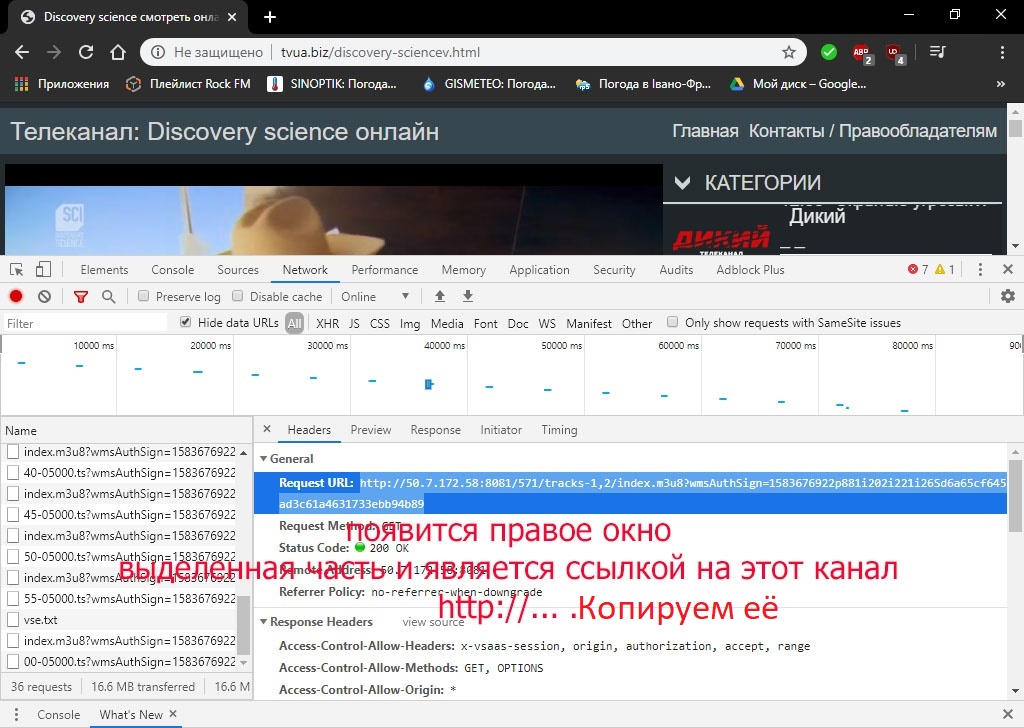 Discovery science смотреть онла
Не защищено | tvua.biz/discovery-sciencev.html
ABP 2 UO 4
Приложения Плейлист Rock FM SINOPTIK: Погода... GISMETEO: Погода... Погода в Івано-Фр... Мой диск – Google... »
Телеканал: Discovery science онлайн Главная Контакты / Правообладателям
КАТЕГОРИИ
SCI
SCIENCE
Дикий
ДИКИЙ
ТЕЛЕКАНАЛ
Elements Console Sources Network Performance Memory Application Security Audits Adblock Plus 7 1
Preserve log Disable cache Online
Filter Hide data URLs All XHR JS CSS Img Media Font Doc WS Manifest Other Only show requests with SameSite issues
10000 ms 20000 ms 30000 ms 40000 ms 50000 ms 60000 ms 70000 ms 80000 ms 900
Name Headers Preview Response Initiator Timing
index.m3u8?wmsAuthSign=1583676922
40-05000.ts?wmsAuthSign=1583676922
index.m3u8?wmsAuthSign=1583676922
45-05000.ts?wmsAuthSign=1583676922
index.m3u8?wmsAuthSign=1583676922
50-05000.ts?wmsAuthSign=1583676922
index.m3u8?wmsAuthSign=1583676922
55-05000.ts?wmsAuthSign=1583676922
vse.txt
index.m3u8?wmsAuthSign=1583676922
00-05000.ts?wmsAuthSign=1583676922
36 requests 16.6 MB transferred 16.6 M
General
Request URL: http://50.7.172.58:8081/571/tracks-1,2/index.m3u8?wmsAuthSign=1583676922p881i202i221i26Sd6a65cf645
ad3c61a4631733ebb94b89
Request Method: GET
появится правое окно
Status Code: 200 OK
Remote Address: 50.7.172.58:8081
выделенная часть и является ссылкой на этот канал
Referrer Policy: no-referrer-when-downgrade
http://... .Копируем её
Response Headers view source
Access-Control-Allow-Headers: x-vsaas-session, origin, authorization, accept, range
Access-Control-Allow-Methods: GET, OPTIONS
Access-Control-Allow-Origin: *
Console What's New